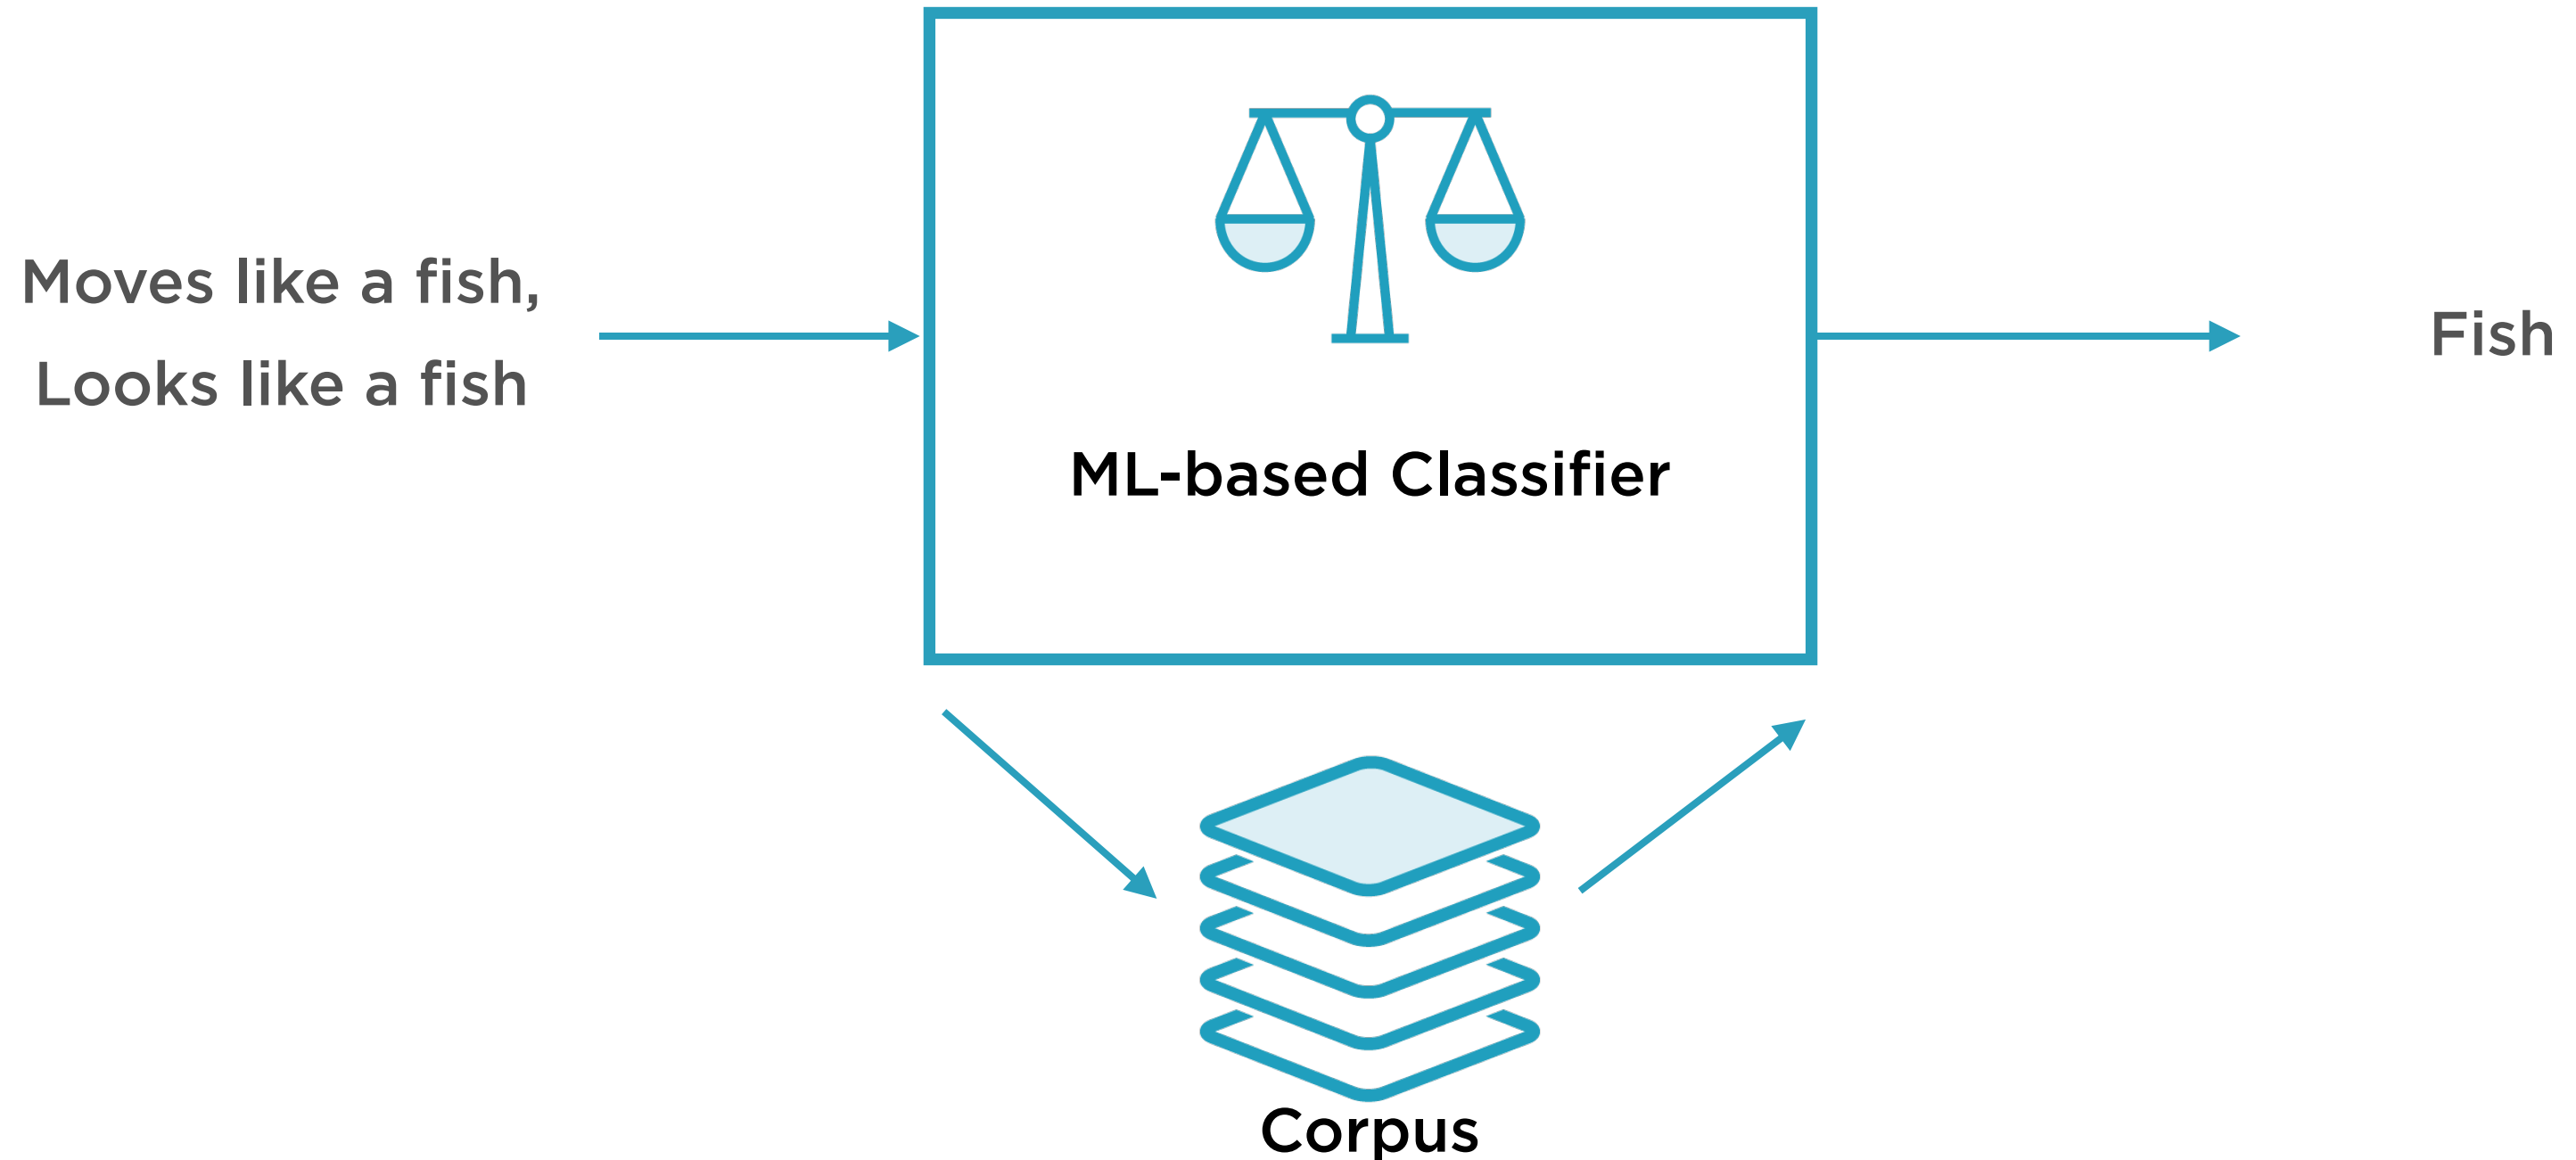 Moves like a fish,
Looks like a fish
ML-based Classifier
Fish
Corpus